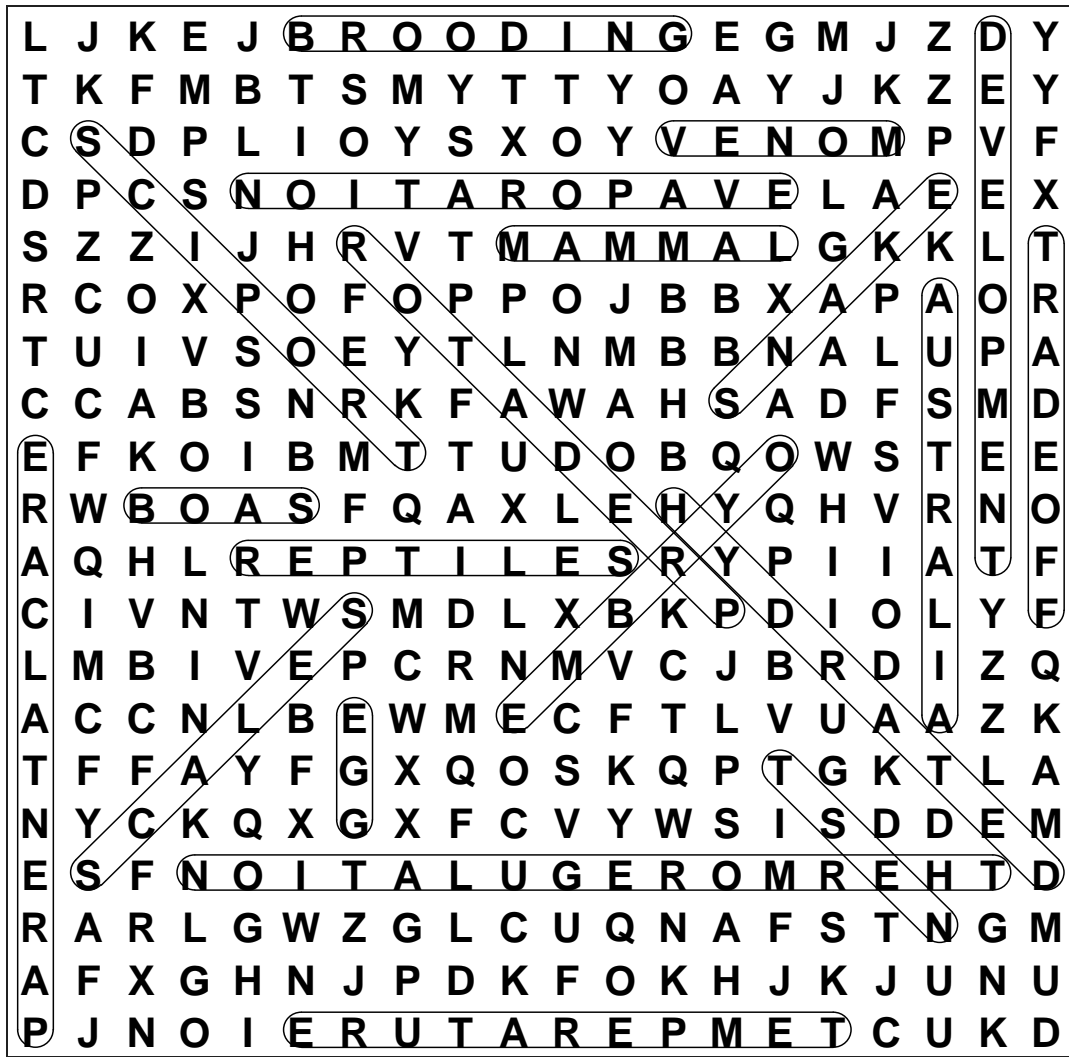 L J K E J B R O O D I N G E G M J Z D Y
T K F M B T S M Y T T Y O A Y J K Z E Y
C S D P L I O Y S X O Y V E N O M P V F
D P C S N O I T A R O P A V E L A E E X
S Z Z I J H R V T M A M M A L G K K L T
R C O X P O F O P P O J B B X A P A O R
T U I V S O E Y T L N M B B N A L U P A
C C A B S N R K F A W A H S A D F S M D
E F K O I B M T T U D O B Q O W S T E E
R W B O A S F Q A X L E H Y Q H V R N O
A Q H L R E P T I L E S R Y P I I A T F
C I V N T W S M D L X B K P D I O L Y F
L M B I V E P C R N M V C J B R D I Z Q
A C C N L B E W M E C F T L V U A A Z K
T F F A Y F G X Q O S K Q P T G K T L A
N Y C K Q X G X F C V Y W S I S D D E M
E S F N O I T A L U G E R O M R E H T D
R A R L G W Z G L C U Q N A F S T N G M
A F X G H N J P D K F O K H J K J U N U
P J N O I E R U T A R E P M E T C U K D